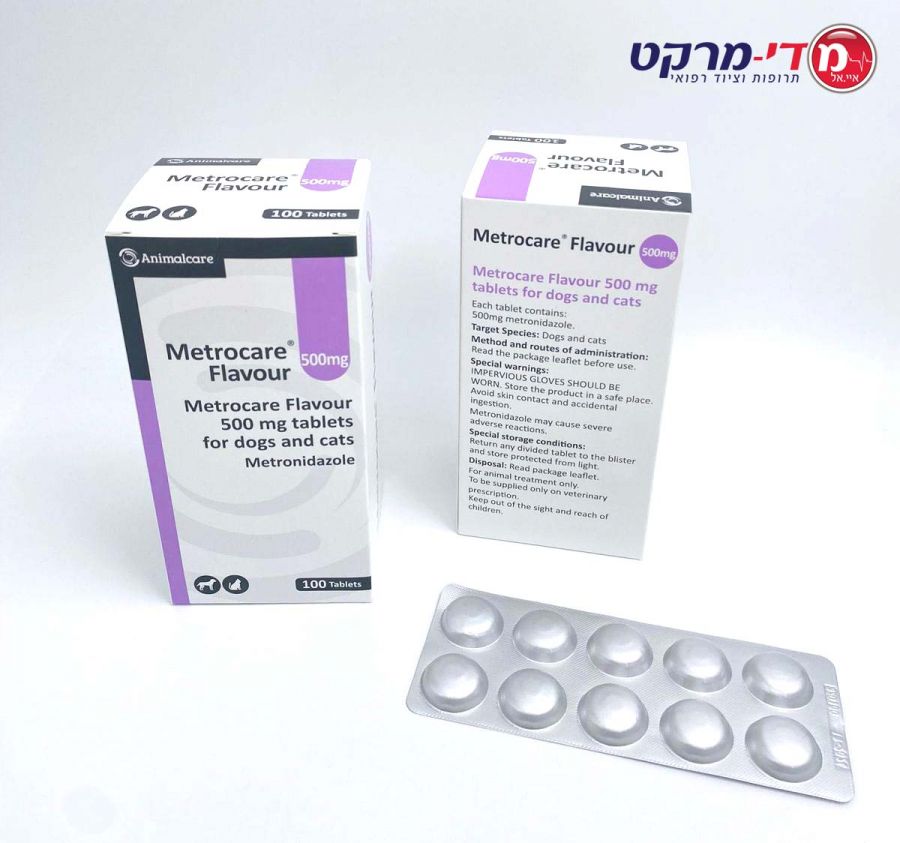 מדי-מרקט
איי.אל
תרופות וציוד רפואי
Animalcare
Metrocare® Flavour
500mg
100 Tablets
Animalcare
Metrocare®
Flavour
500mg
Metrocare Flavour
500 mg tablets
for dogs and cats
Metronidazole
100 Tablets
100 Tablets
Metrocare®
Flavour
500mg
Animalcare
Metrocare® Flavour
500mg
Metrocare Flavour 500 mg
tablets for dogs and cats
Each tablet contains:
500mg metronidazole.
Target Species: Dogs and cats
Method and routes of administration:
Read the package leaflet before use.
Special warnings:
IMPERVIOUS GLOVES SHOULD BE
WORN. Store the product in a safe place.
Avoid skin contact and accidental
ingestion.
Metronidazole may cause severe
adverse reactions.
Special storage conditions:
Return any divided tablet to the blister
and store protected from light.
Disposal: Read package leaflet.
For animal treatment only.
To be supplied only on veterinary
prescription.
Keep out of the sight and reach of
children.